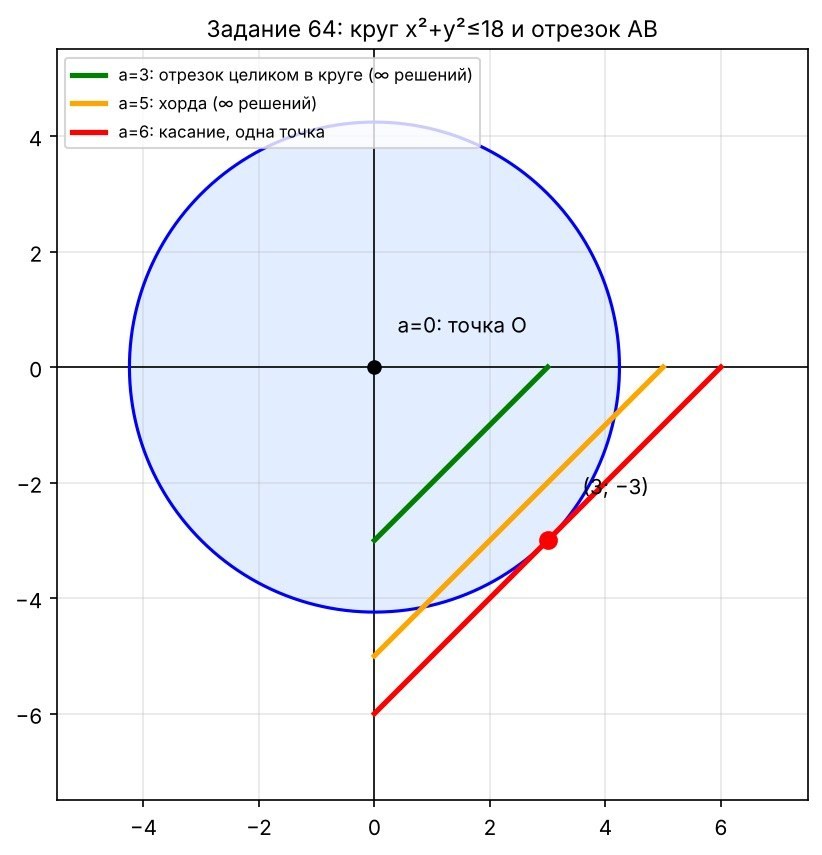 Задание 64: круг x²+y²≤18 и отрезок AB
a=3: отрезок целиком в круге (∞ решений)
a=5: хорда (∞ решений)
a=6: касание, одна точка
4
2
a=0: точка O
0
−2
(3; −3)
−4
−6
−4 −2 0 2 4 6